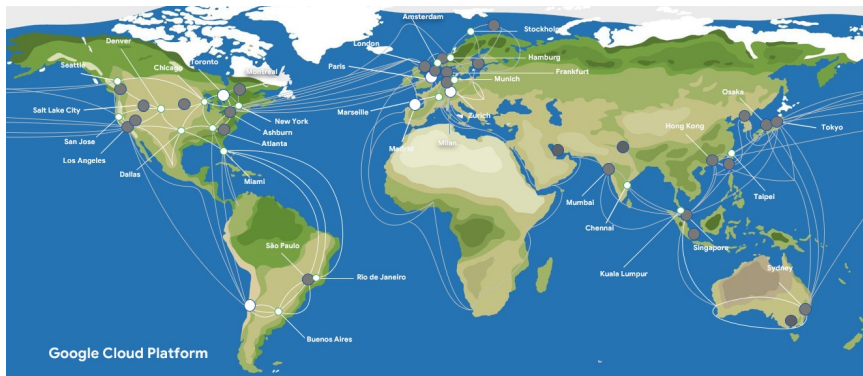 Amsterdam
Stockholm
Denver
London
Hamburg
Toronto
Seattle
Chicago
Paris
Frankfurt
Montreal
Munich
Osaka
Salt Lake City
Marseille
New York
Zurich
Hong Kong
Tokyo
Ashburn
San Jose
Atlanta
Madrid
Milan
Los Angeles
Dallas
Miami
Mumbai
Taipei
Chennai
São Paulo
Singapore
Rio de Janeiro
Kuala Lumpur
Sydney
Buenos Aires
Google Cloud Platform